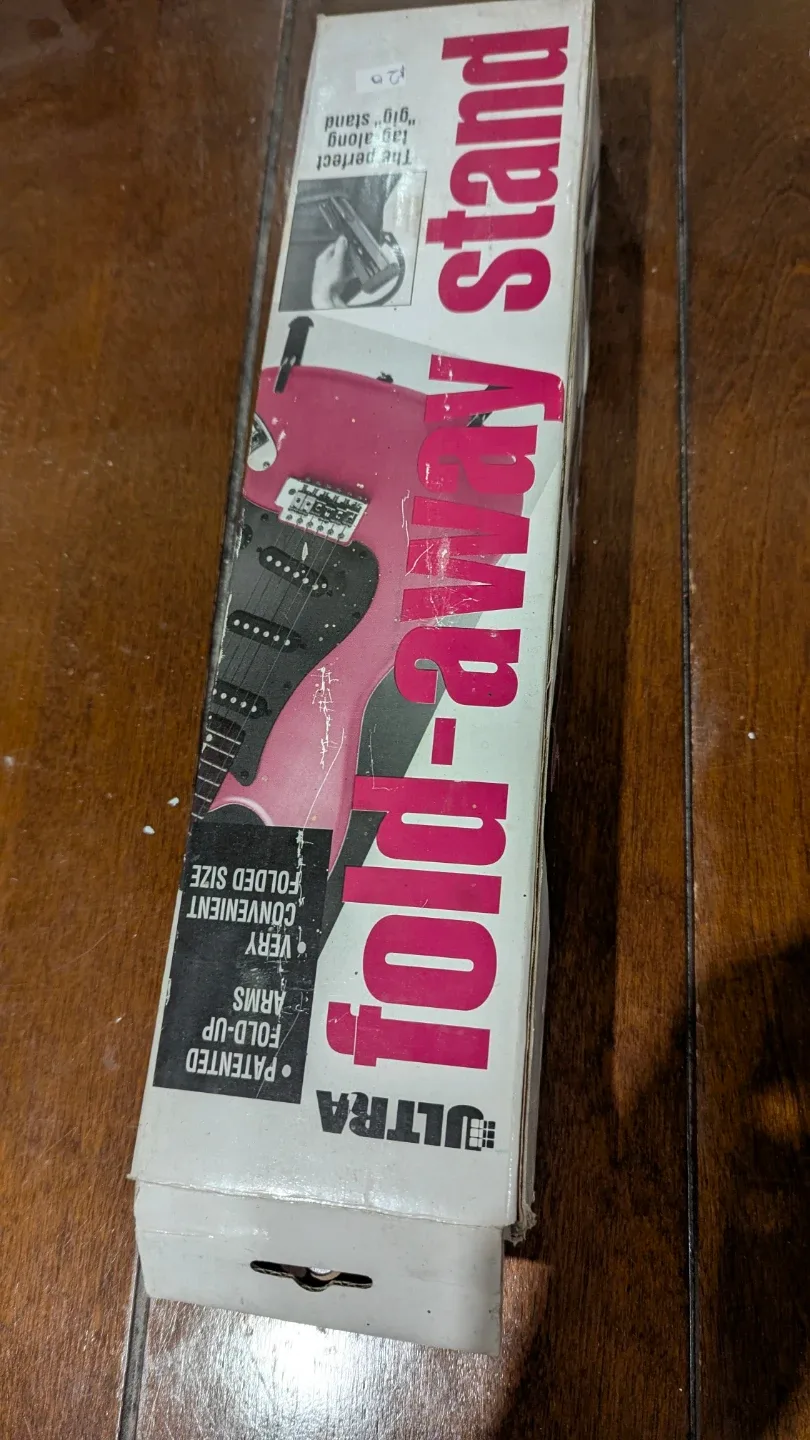 ULTRA
fold-away stand
• PATENTED
FOLD-UP
ARMS
• VERY
CONVENIENT
FOLDED SIZE
The perfect
tag-along
"gig" stand